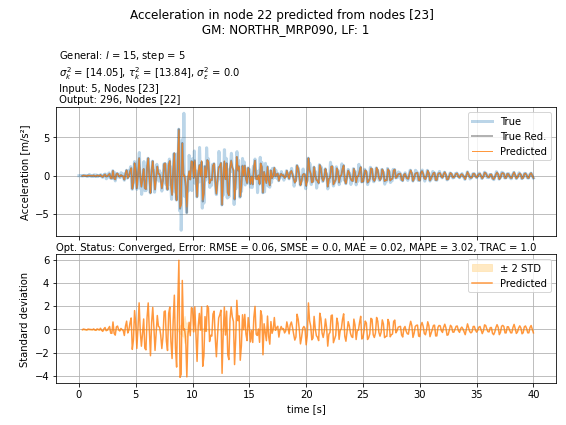 Acceleration in node 22 predicted from nodes [23]
GM: NORTHR_MRP090, LF: 1
General: l = 15, step = 5
σ²ₖ = [14.05], τ²ₖ = [13.84], σ²ε = 0.0
Input: 5, Nodes [23]
Output: 296, Nodes [22]
True
True Red.
Predicted
Acceleration [m/s²]
5
0
−5
Opt. Status: Converged, Error: RMSE = 0.06, SMSE = 0.0, MAE = 0.02, MAPE = 3.02, TRAC = 1.0
± 2 STD
Predicted
Standard deviation
6
4
2
0
−2
−4
0 5 10 15 20 25 30 35 40
time [s]